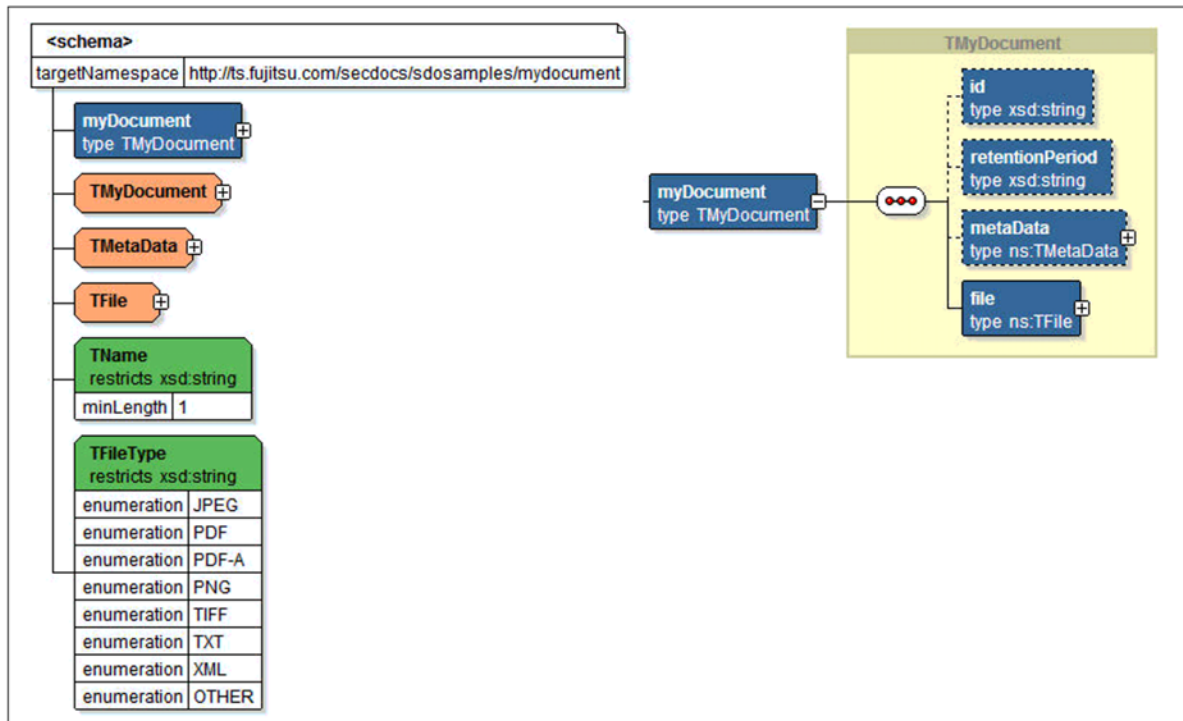 <schema>
targetNamespace http://ts.fujitsu.com/secdocs/sdosamples/mydocument
myDocument
type TMyDocument
TMyDocument
TMetaData
TFile
TName
restricts xsd:string
minLength 1
TFileType
restricts xsd:string
enumeration JPEG
enumeration PDF
enumeration PDF-A
enumeration PNG
enumeration TIFF
enumeration TXT
enumeration XML
enumeration OTHER
myDocument
type TMyDocument
TMyDocument
id
type xsd:string
retentionPeriod
type xsd:string
metaData
type ns:TMetaData
file
type ns:TFile